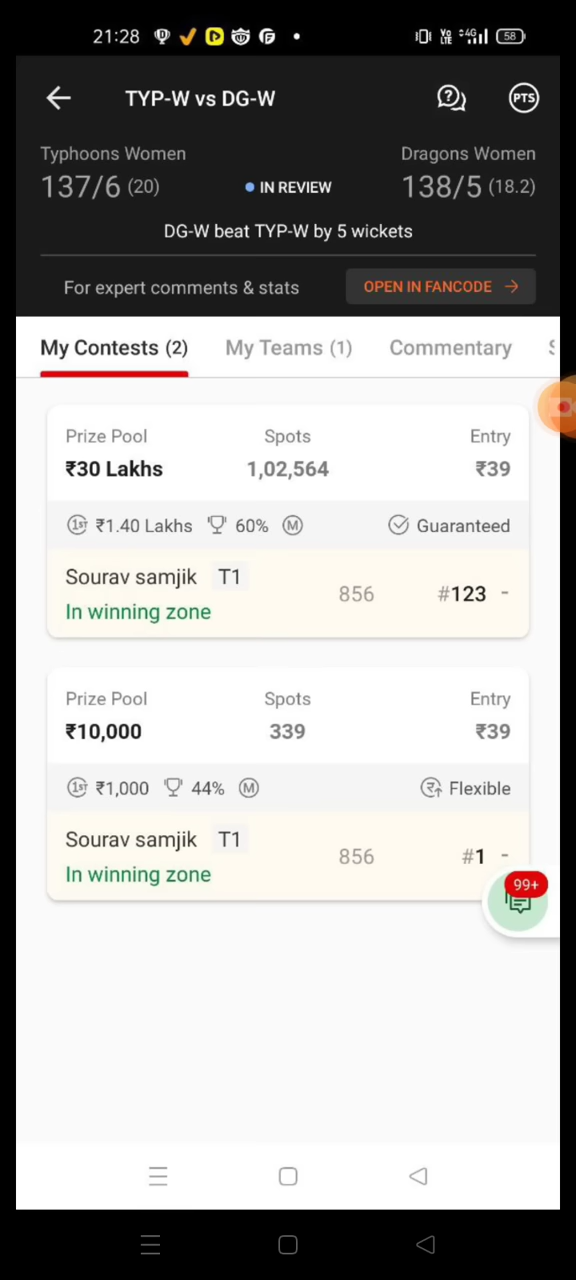 21:28 VO LTE 4G 58
TYP-W vs DG-W PTS
Typhoons Women Dragons Women
137/6 (20) IN REVIEW 138/5 (18.2)
DG-W beat TYP-W by 5 wickets
For expert comments & stats OPEN IN FANCODE →
My Contests (2) My Teams (1) Commentary S
Prize Pool Spots Entry
₹30 Lakhs 1,02,564 ₹39
1ST ₹1.40 Lakhs 60% M Guaranteed
Sourav samjik T1
856 #123 -
In winning zone
Prize Pool Spots Entry
₹10,000 339 ₹39
1ST ₹1,000 44% M Flexible
Sourav samjik T1
856 #1 -
In winning zone
99+